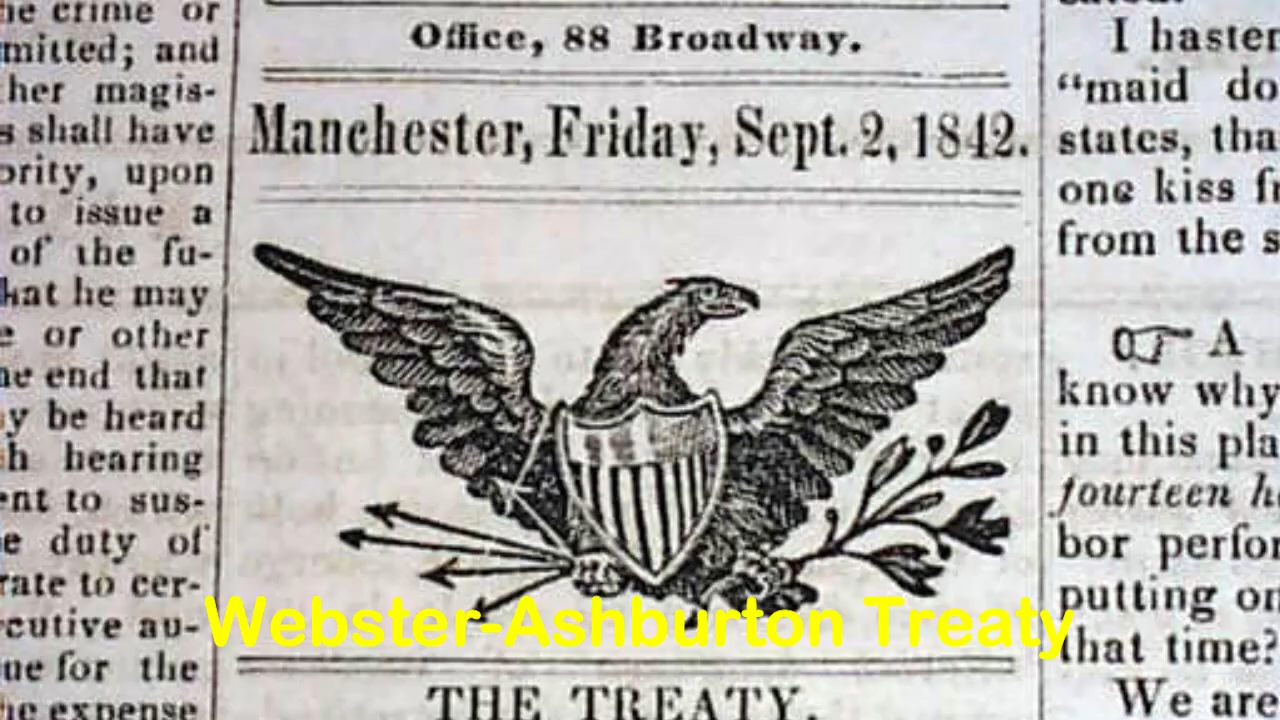 he crime or
mitted; and
her magis-
s shall have
ority, upon
to issue a
of the fu-
hat he may
e or other
he end that
y be heard
h hearing
ent to sus-
e duty of
rate to cer-
cutive au-
ue for the
expense
Office, 88 Broadway.
Manchester, Friday, Sept. 2, 1842.
Webster-Ashburton Treaty
THE TREATY.
I hasten
“maid do
states, tha
one kiss fr
from the s
☞ A
know why
in this pla
fourteen h
bor perfor
putting on
that time?
We are